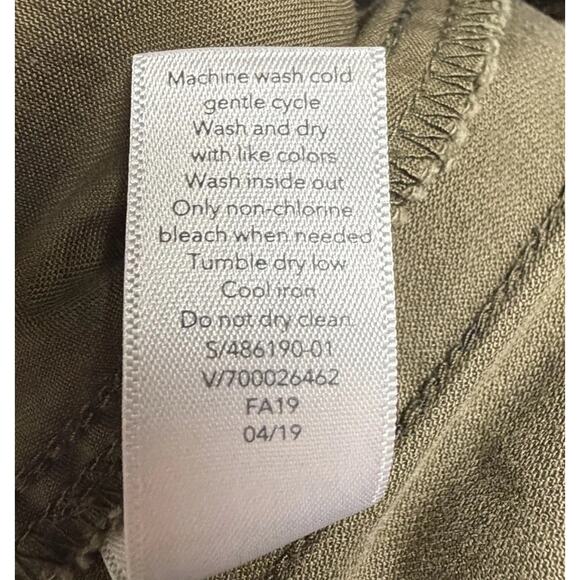 Machine wash cold
gentle cycle
Wash and dry
with like colors
Wash inside out
Only non-chlorine
bleach when needed
Tumble dry low
Cool iron
Do not dry clean
S/486190-01
V/700026462
FA19
04/19